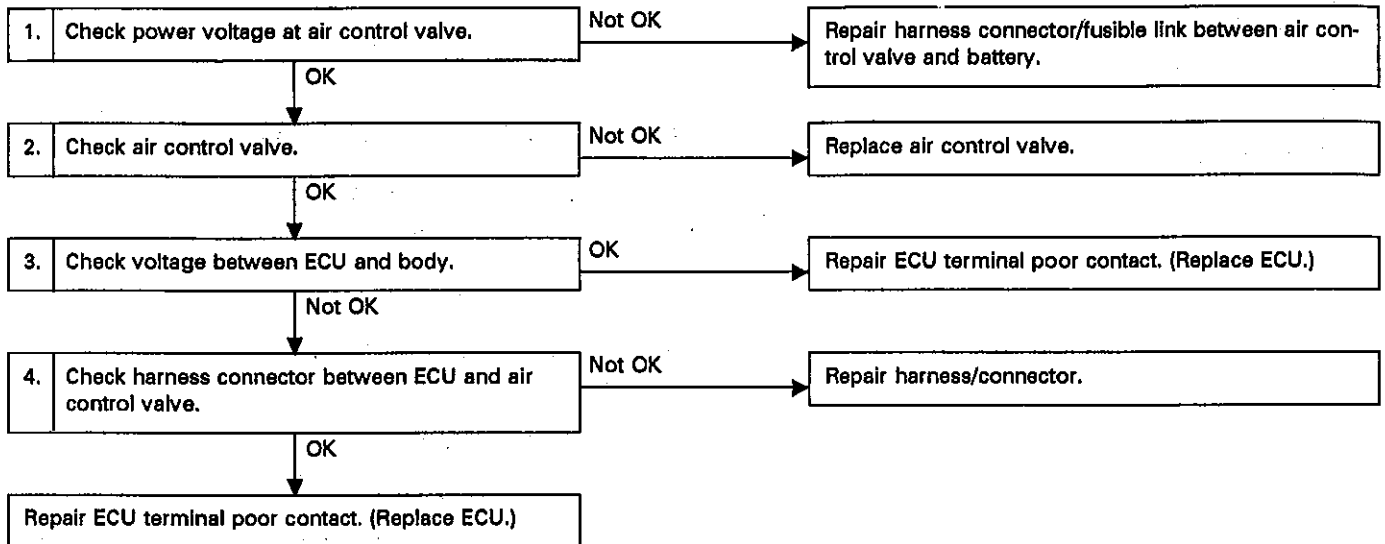 1. Check power voltage at air control valve.
Not OK
Repair harness connector/fusible link between air con-
trol valve and battery.
OK
2. Check air control valve.
Not OK
Replace air control valve.
OK
3. Check voltage between ECU and body.
OK
Repair ECU terminal poor contact. (Replace ECU.)
Not OK
4. Check harness connector between ECU and air
control valve.
Not OK
Repair harness/connector.
OK
Repair ECU terminal poor contact. (Replace ECU.)